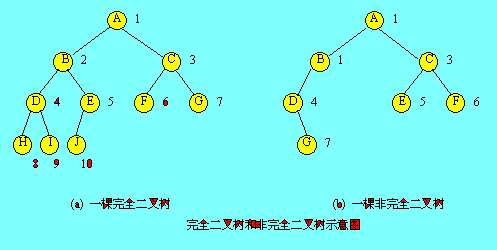 A 1 A 1
B 2 C 3 B 1 C 3
D 4 E 5 F 6 G 7 D 4 E 5 F 6
H I J G 7
8 9 10
(a) 一棵完全二叉树 (b) 一棵非完全二叉树
完全二叉树和非完全二叉树示意图